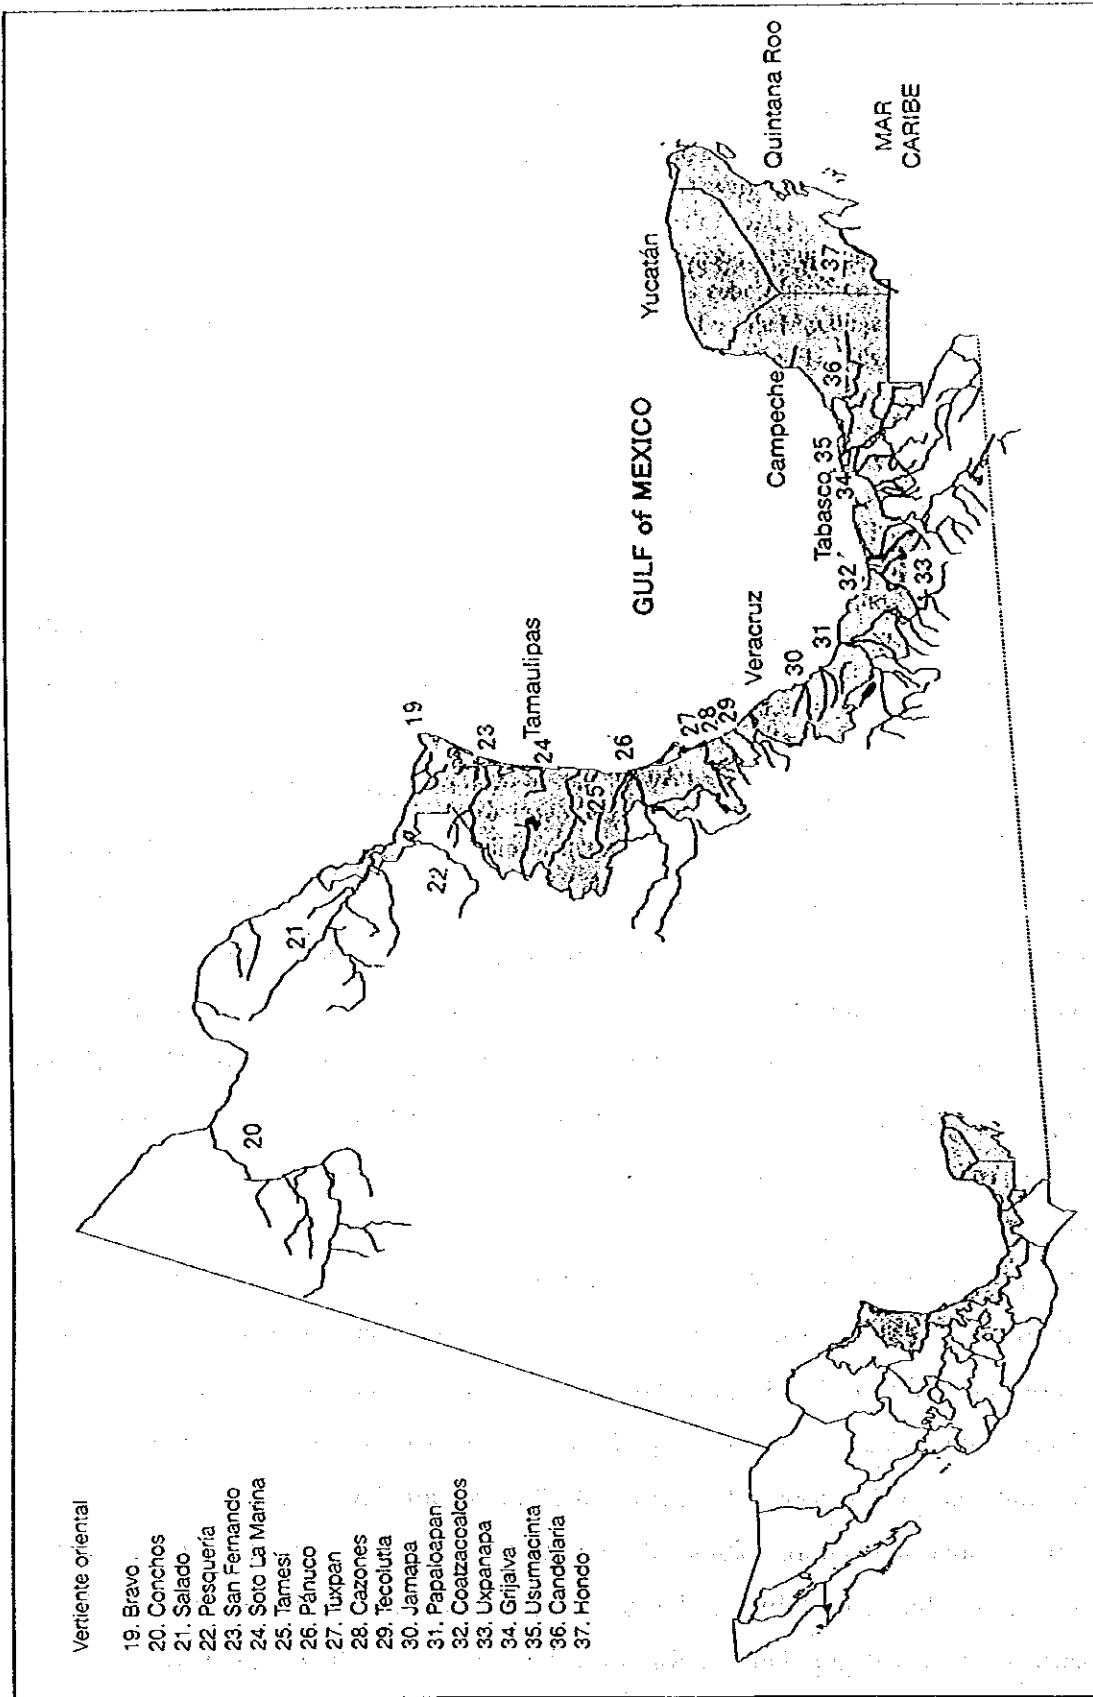 Vertiente oriental
19. Bravo
20. Conchos
21. Salado
22. Pesquería
23. San Fernando
24. Soto La Marina
25. Tamesí
26. Pánuco
27. Tuxpan
28. Cazones
29. Tecolutla
30. Jamapa
31. Papaloapan
32. Coatzacoalcos
33. Uxpanapa
34. Grijalva
35. Usumacinta
36. Candelaria
37. Hondo
20
21
22
19
23
Tamaulipas
24
25
26
27
28
29
Veracruz
30
31
GULF of MEXICO
32
33
Tabasco
34
35
Campeche
36
Yucatán
37
Quintana Roo
MAR
CARIBE